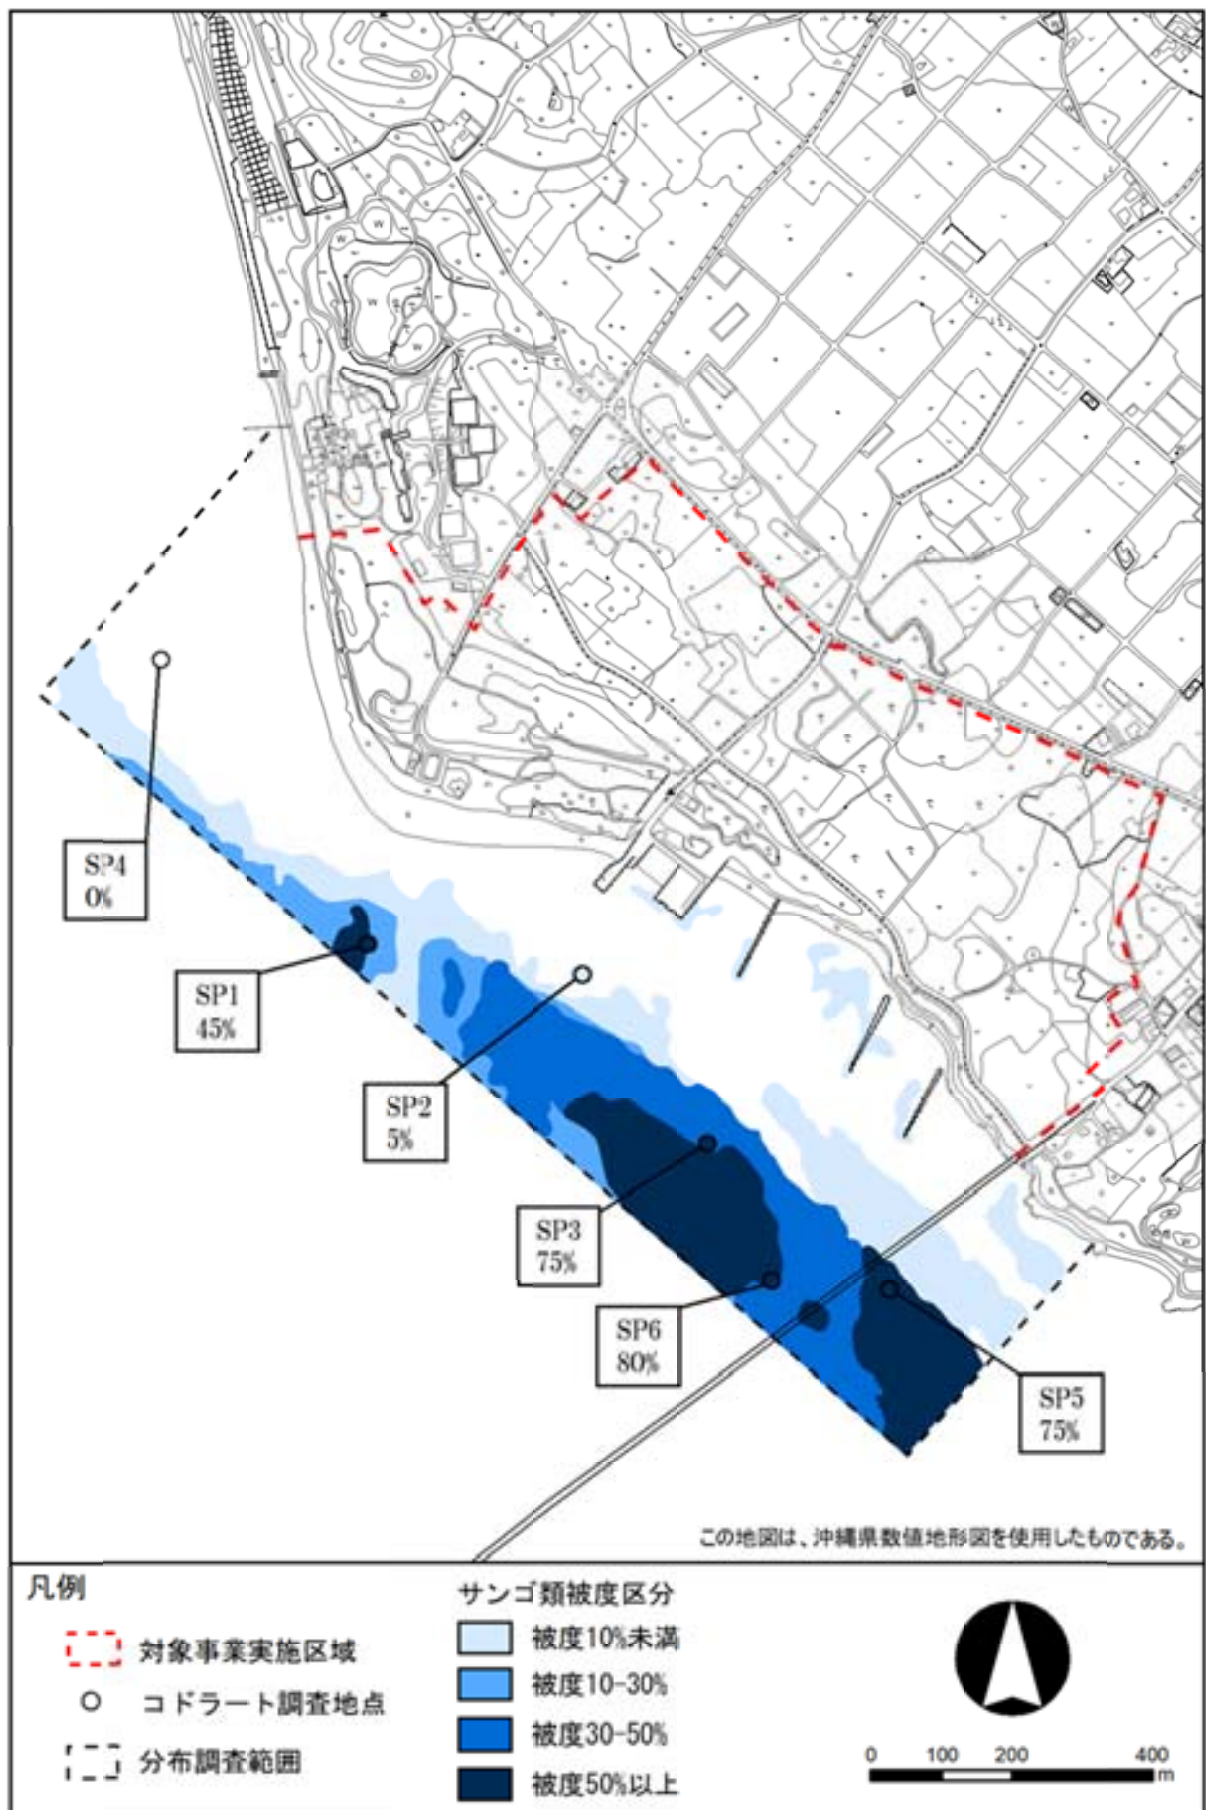 SP4
0%
SP1
45%
SP2
5%
SP3
75%
SP6
80%
SP5
75%
この地図は、沖縄県数値地形図を使用したものである。
凡例
対象事業実施区域
コドラート調査地点
分布調査範囲
サンゴ類被度区分
被度10%未満
被度10-30%
被度30-50%
被度50%以上
0 100 200 400
m